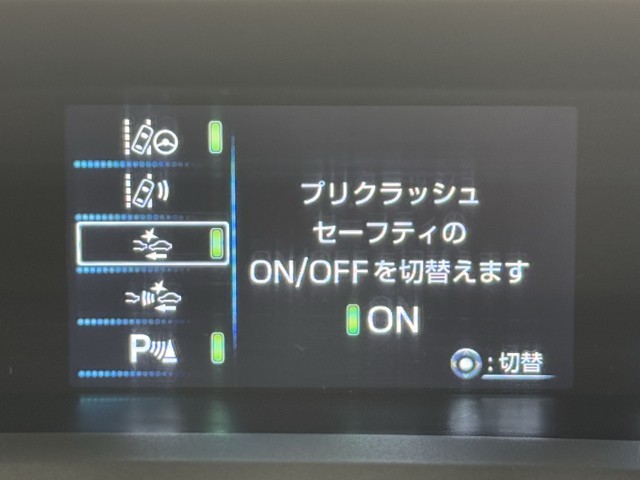 プリクラッシュ
セーフティの
ON/OFFを切替えます
ON
:切替
P